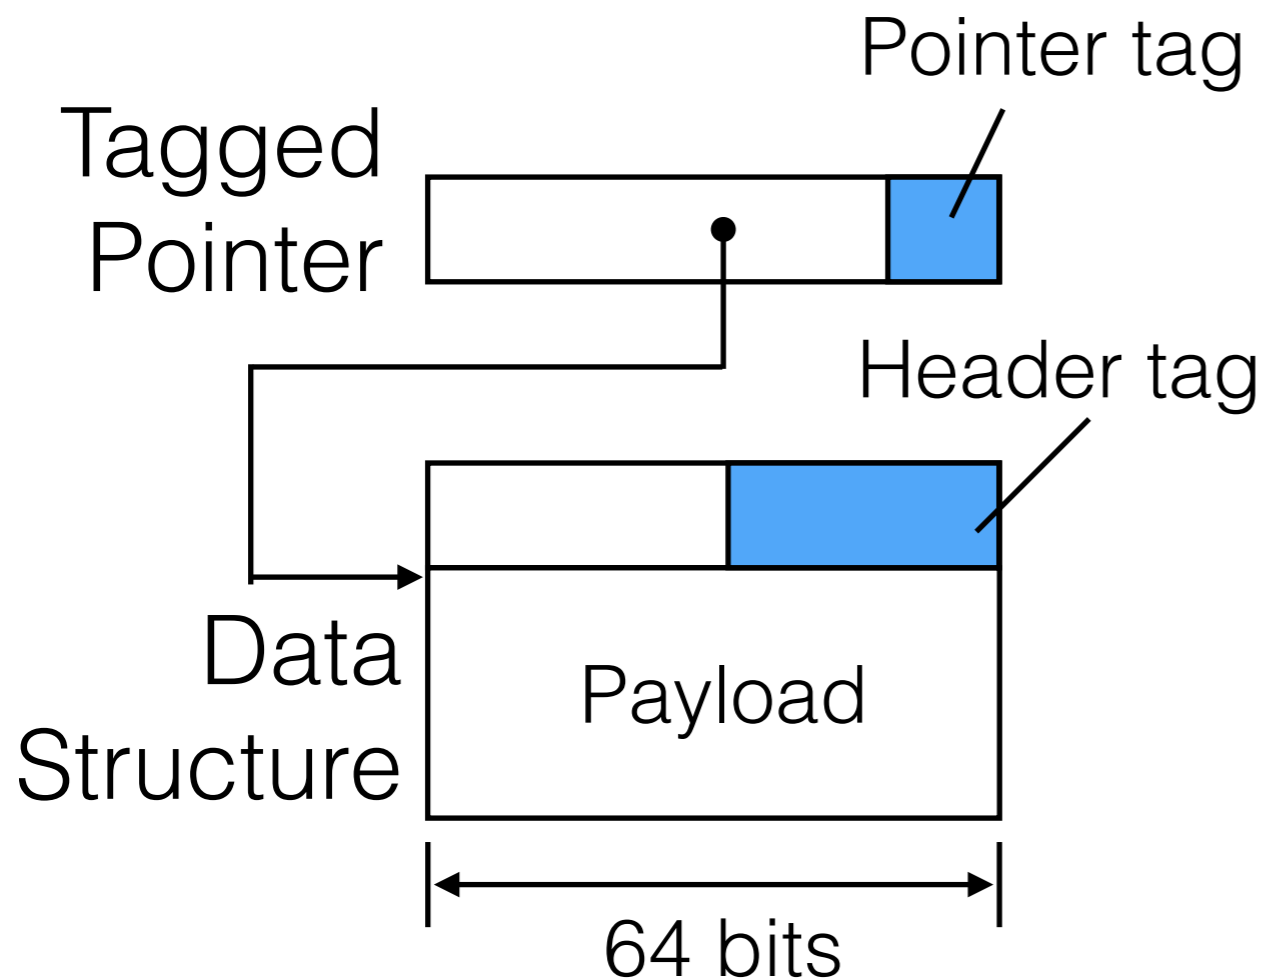 Pointer tag
Tagged
Pointer
Header tag
Data
Structure
Payload
64 bits